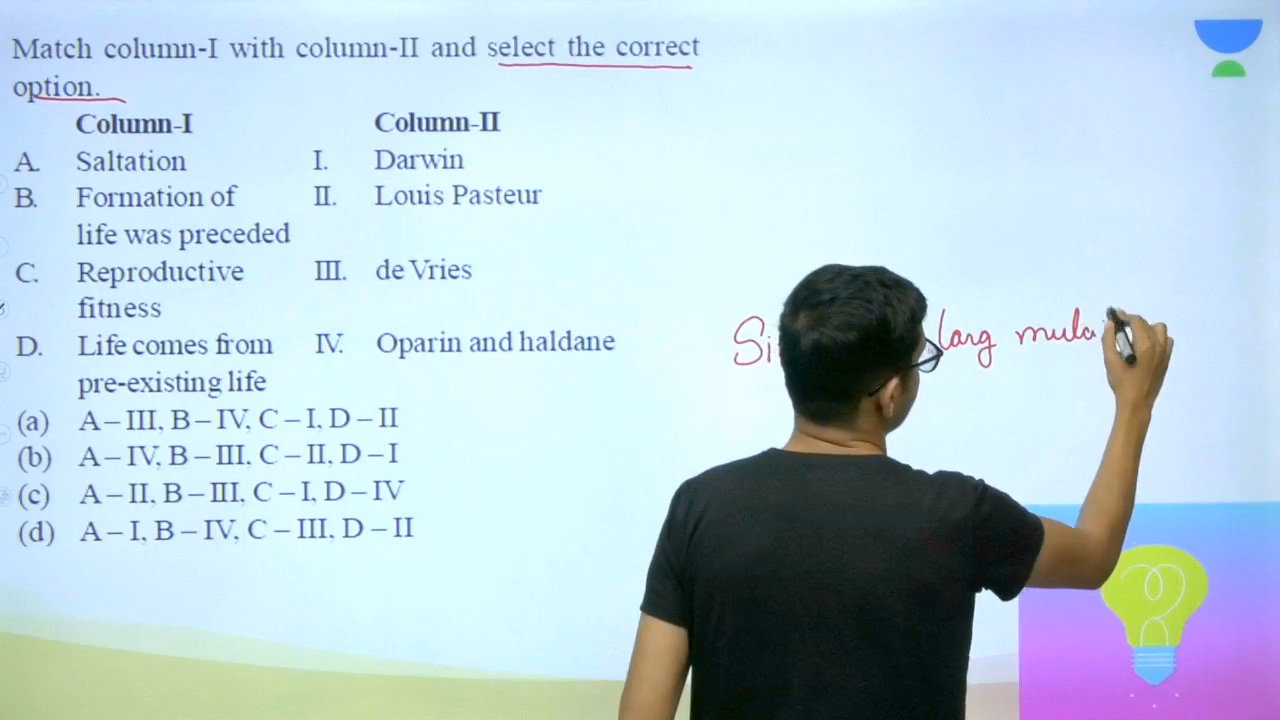 Match column-I with column-II and select the correct
option.
Column-I Column-II
A. Saltation I. Darwin
B. Formation of II. Louis Pasteur
life was preceded
C. Reproductive III. de Vries
fitness
D. Life comes from IV. Oparin and haldane
pre-existing life
(a) A – III, B – IV, C – I, D – II
(b) A – IV, B – III, C – II, D – I
(c) A – II, B – III, C – I, D – IV
(d) A – I, B – IV, C – III, D – II
larg